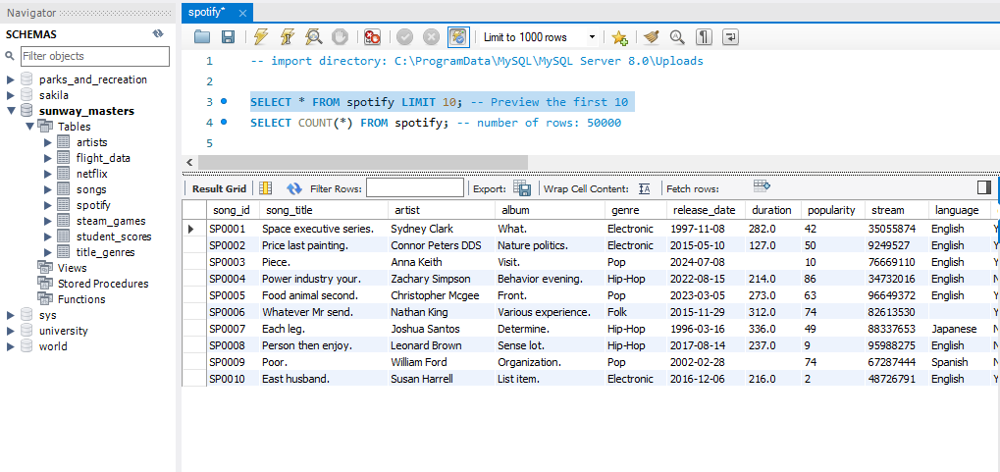 Navigator
SCHEMAS
Filter objects
parks_and_recreation
sakila
sunway_masters
Tables
artists
flight_data
netflix
songs
spotify
steam_games
student_scores
title_genres
Views
Stored Procedures
Functions
sys
university
world
spotify*
Limit to 1000 rows
1 -- import directory: C:\ProgramData\MySQL\MySQL Server 8.0\Uploads
2
3 SELECT * FROM spotify LIMIT 10; -- Preview the first 10
4 SELECT COUNT(*) FROM spotify; -- number of rows: 50000
5
Result Grid Filter Rows: Export: Wrap Cell Content: Fetch rows:
song_id song_title artist album genre release_date duration popularity stream language
SP0001 Space executive series. Sydney Clark What. Electronic 1997-11-08 282.0 42 35055874 English Y
SP0002 Price last painting. Connor Peters DDS Nature politics. Electronic 2015-05-10 127.0 50 9249527 English Y
SP0003 Piece. Anna Keith Visit. Pop 2024-07-08 10 76669110 English Y
SP0004 Power industry your. Zachary Simpson Behavior evening. Hip-Hop 2022-08-15 214.0 86 34732016 English N
SP0005 Food animal second. Christopher Mcgee Front. Pop 2023-03-05 273.0 63 96649372 English Y
SP0006 Whatever Mr send. Nathan King Various experience. Folk 2015-11-29 312.0 74 82613530 Y
SP0007 Each leg. Joshua Santos Determine. Hip-Hop 1996-03-16 336.0 49 88337653 Japanese N
SP0008 Person then enjoy. Leonard Brown Sense lot. Hip-Hop 2017-08-14 237.0 9 95988275 English N
SP0009 Poor. William Ford Organization. Pop 2002-02-28 74 67287444 Spanish N
SP0010 East husband. Susan Harrell List item. Electronic 2016-12-06 216.0 2 48726791 English Y